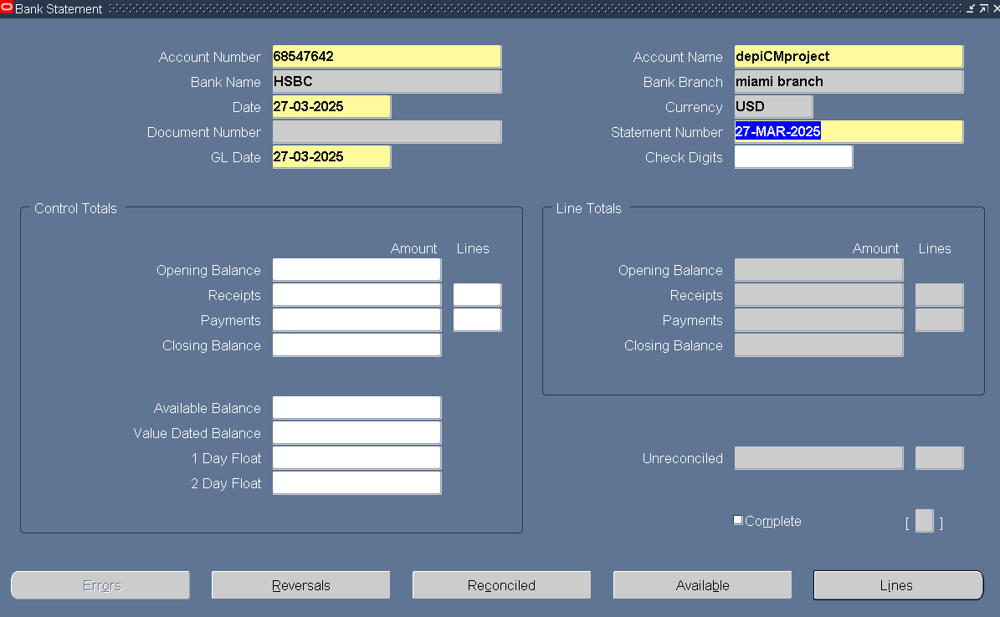 Bank Statement
Account Number 68547642 Account Name depiCMproject
Bank Name HSBC Bank Branch miami branch
Date 27-03-2025 Currency USD
Document Number Statement Number 27-MAR-2025
GL Date 27-03-2025 Check Digits
Control Totals Line Totals
Amount Lines Amount Lines
Opening Balance Opening Balance
Receipts Receipts
Payments Payments
Closing Balance Closing Balance
Available Balance
Value Dated Balance
1 Day Float Unreconciled
2 Day Float
Complete [ ]
Errors Reversals Reconciled Available Lines